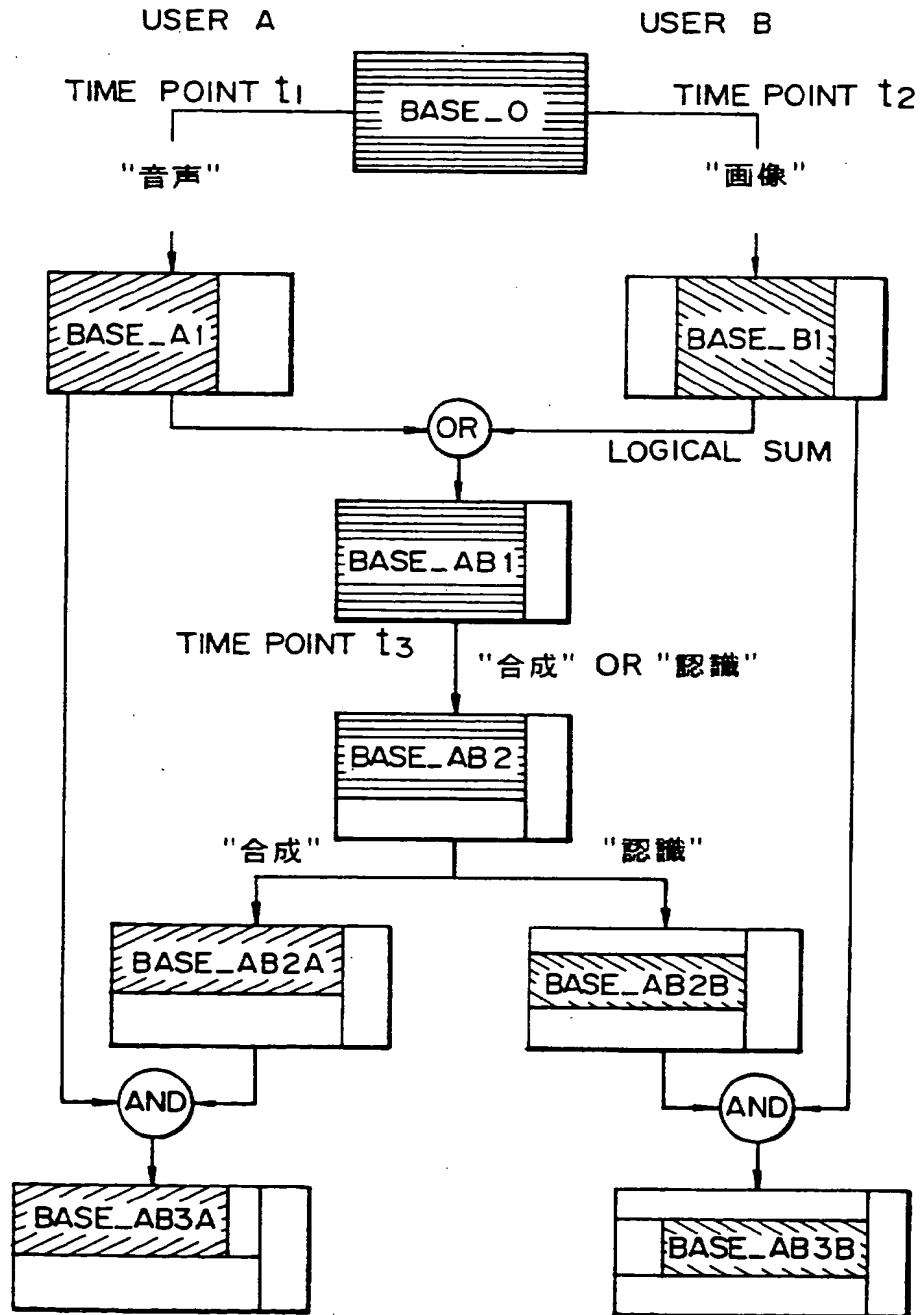 USER A
USER B
TIME POINT t1
BASE_O
TIME POINT t2
"音声"
"画像"
BASE_A1
BASE_B1
OR
LOGICAL SUM
BASE_AB1
TIME POINT t3
"合成" OR "認識"
BASE_AB2
"合成"
"認識"
BASE_AB2A
BASE_AB2B
AND
AND
BASE_AB3A
BASE_AB3B